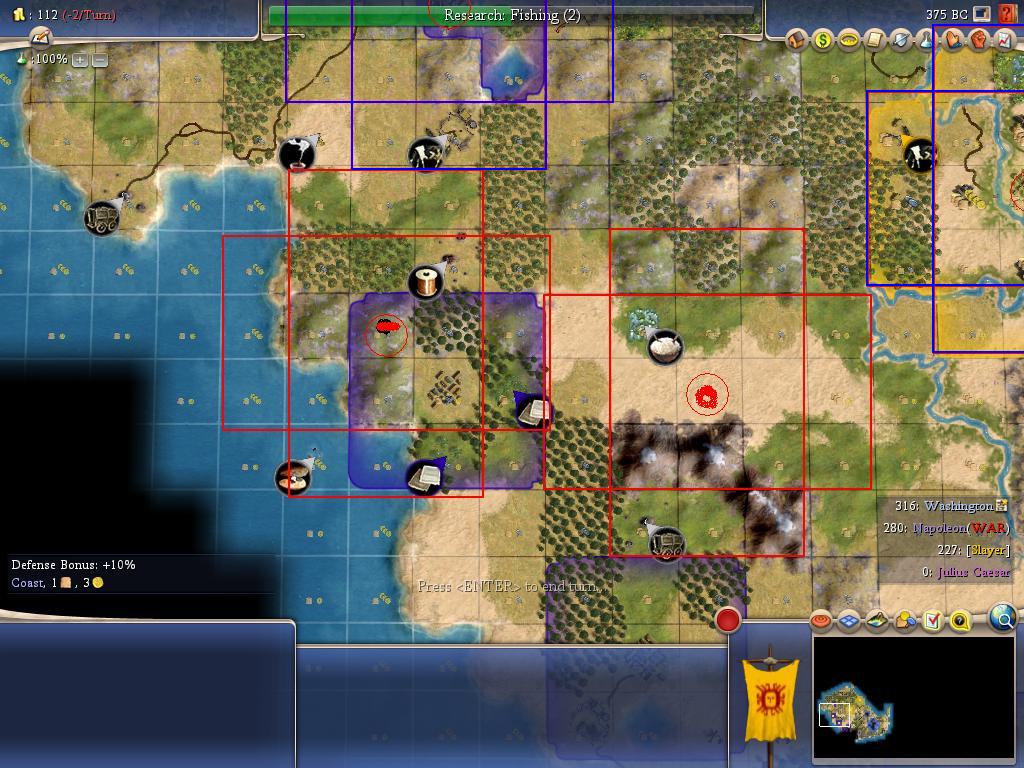 : 112 (-2/Turn)
Research: Fishing (2)
375 BC
:100%
316: Washington
280: Napoleon(WAR)
227: [Slayer]
0: Julius Caesar
Defense Bonus: +10%
Coast, 1 , 3
Press <ENTER> to end turn...